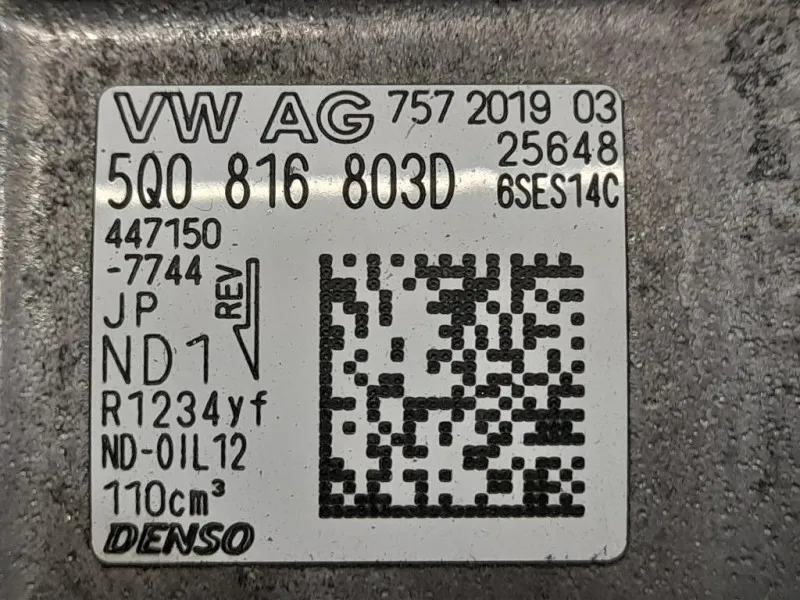 VW AG 757 2019 03
25648
5Q0 816 803D 6SES14C
447150
-7744
REV
JP
ND1
R1234yf
ND-OIL12
110cm³
DENSO